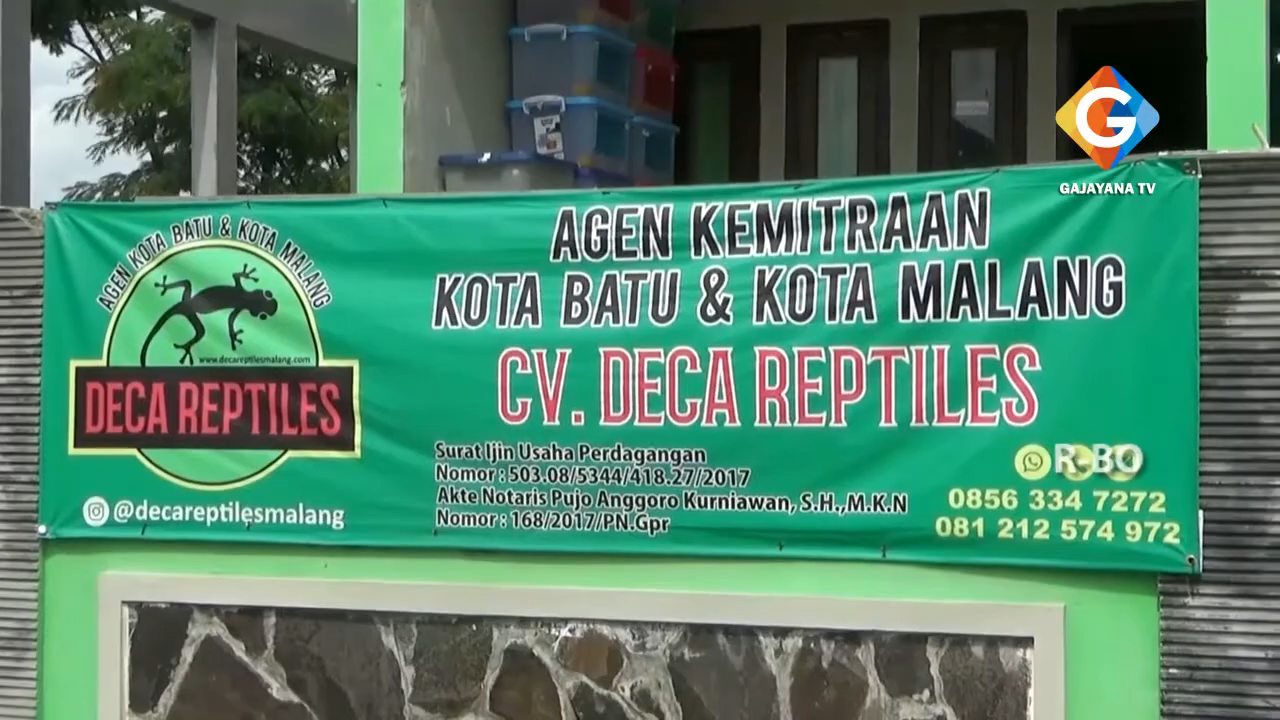 G
GAJAYANA TV
AGEN KOTA BATU & KOTA MALANG
www.decareptilesmalang.com
DECA REPTILES
@decareptilesmalang
AGEN KEMITRAAN
KOTA BATU & KOTA MALANG
CV. DECA REPTILES
Surat Ijin Usaha Perdagangan
Nomor : 503.08/5344/418.27/2017
Akte Notaris Pujo Anggoro Kurniawan, S.H.,M.K.N
Nomor : 168/2017/PN.Gpr
R-BO
0856 334 7272
081 212 574 972